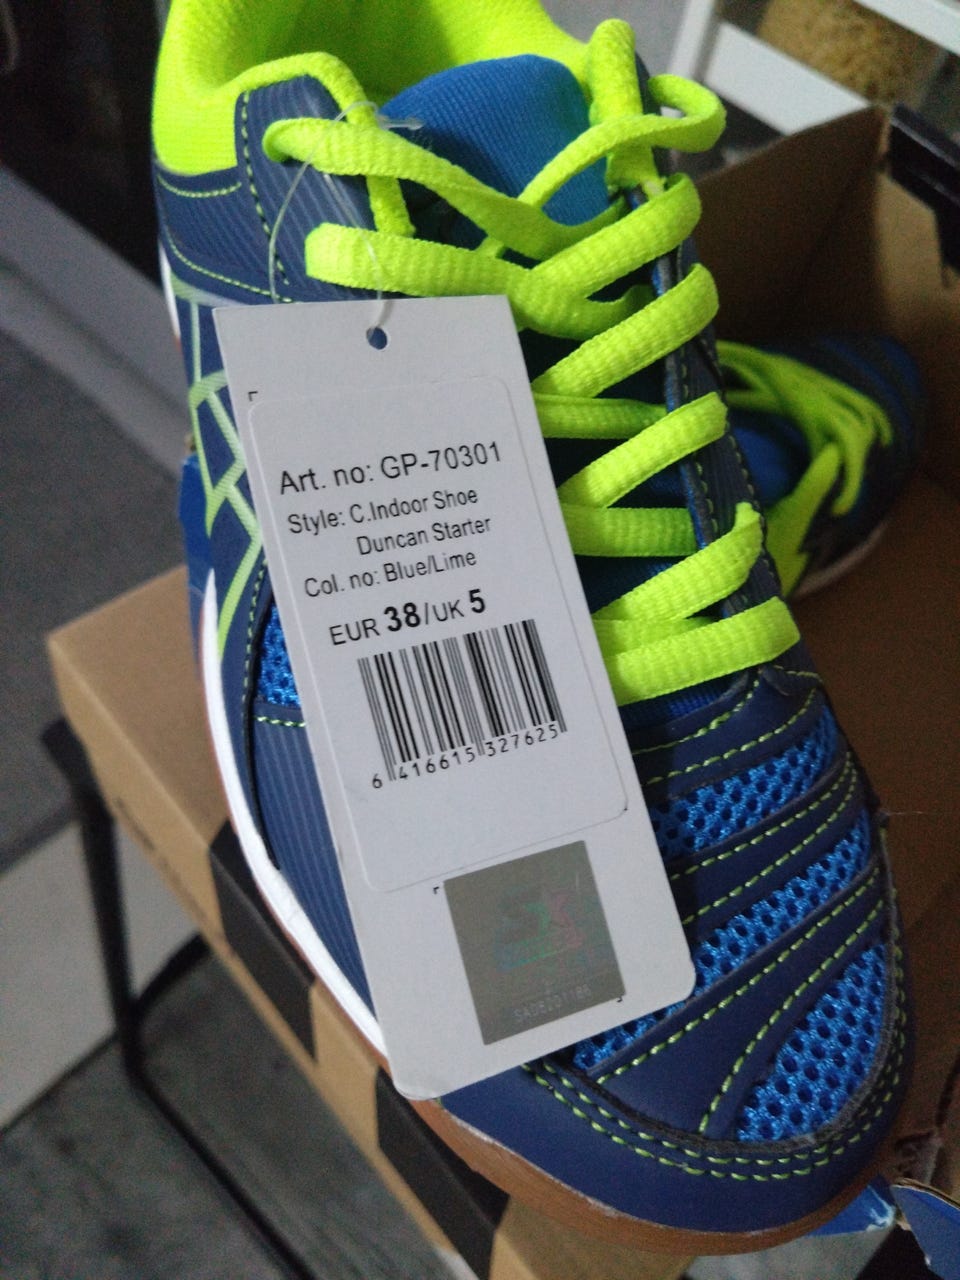 Art. no: GP-70301
Style: C.Indoor Shoe
Duncan Starter
Col. no: Blue/Lime
EUR 38/UK 5
6 416615 327625